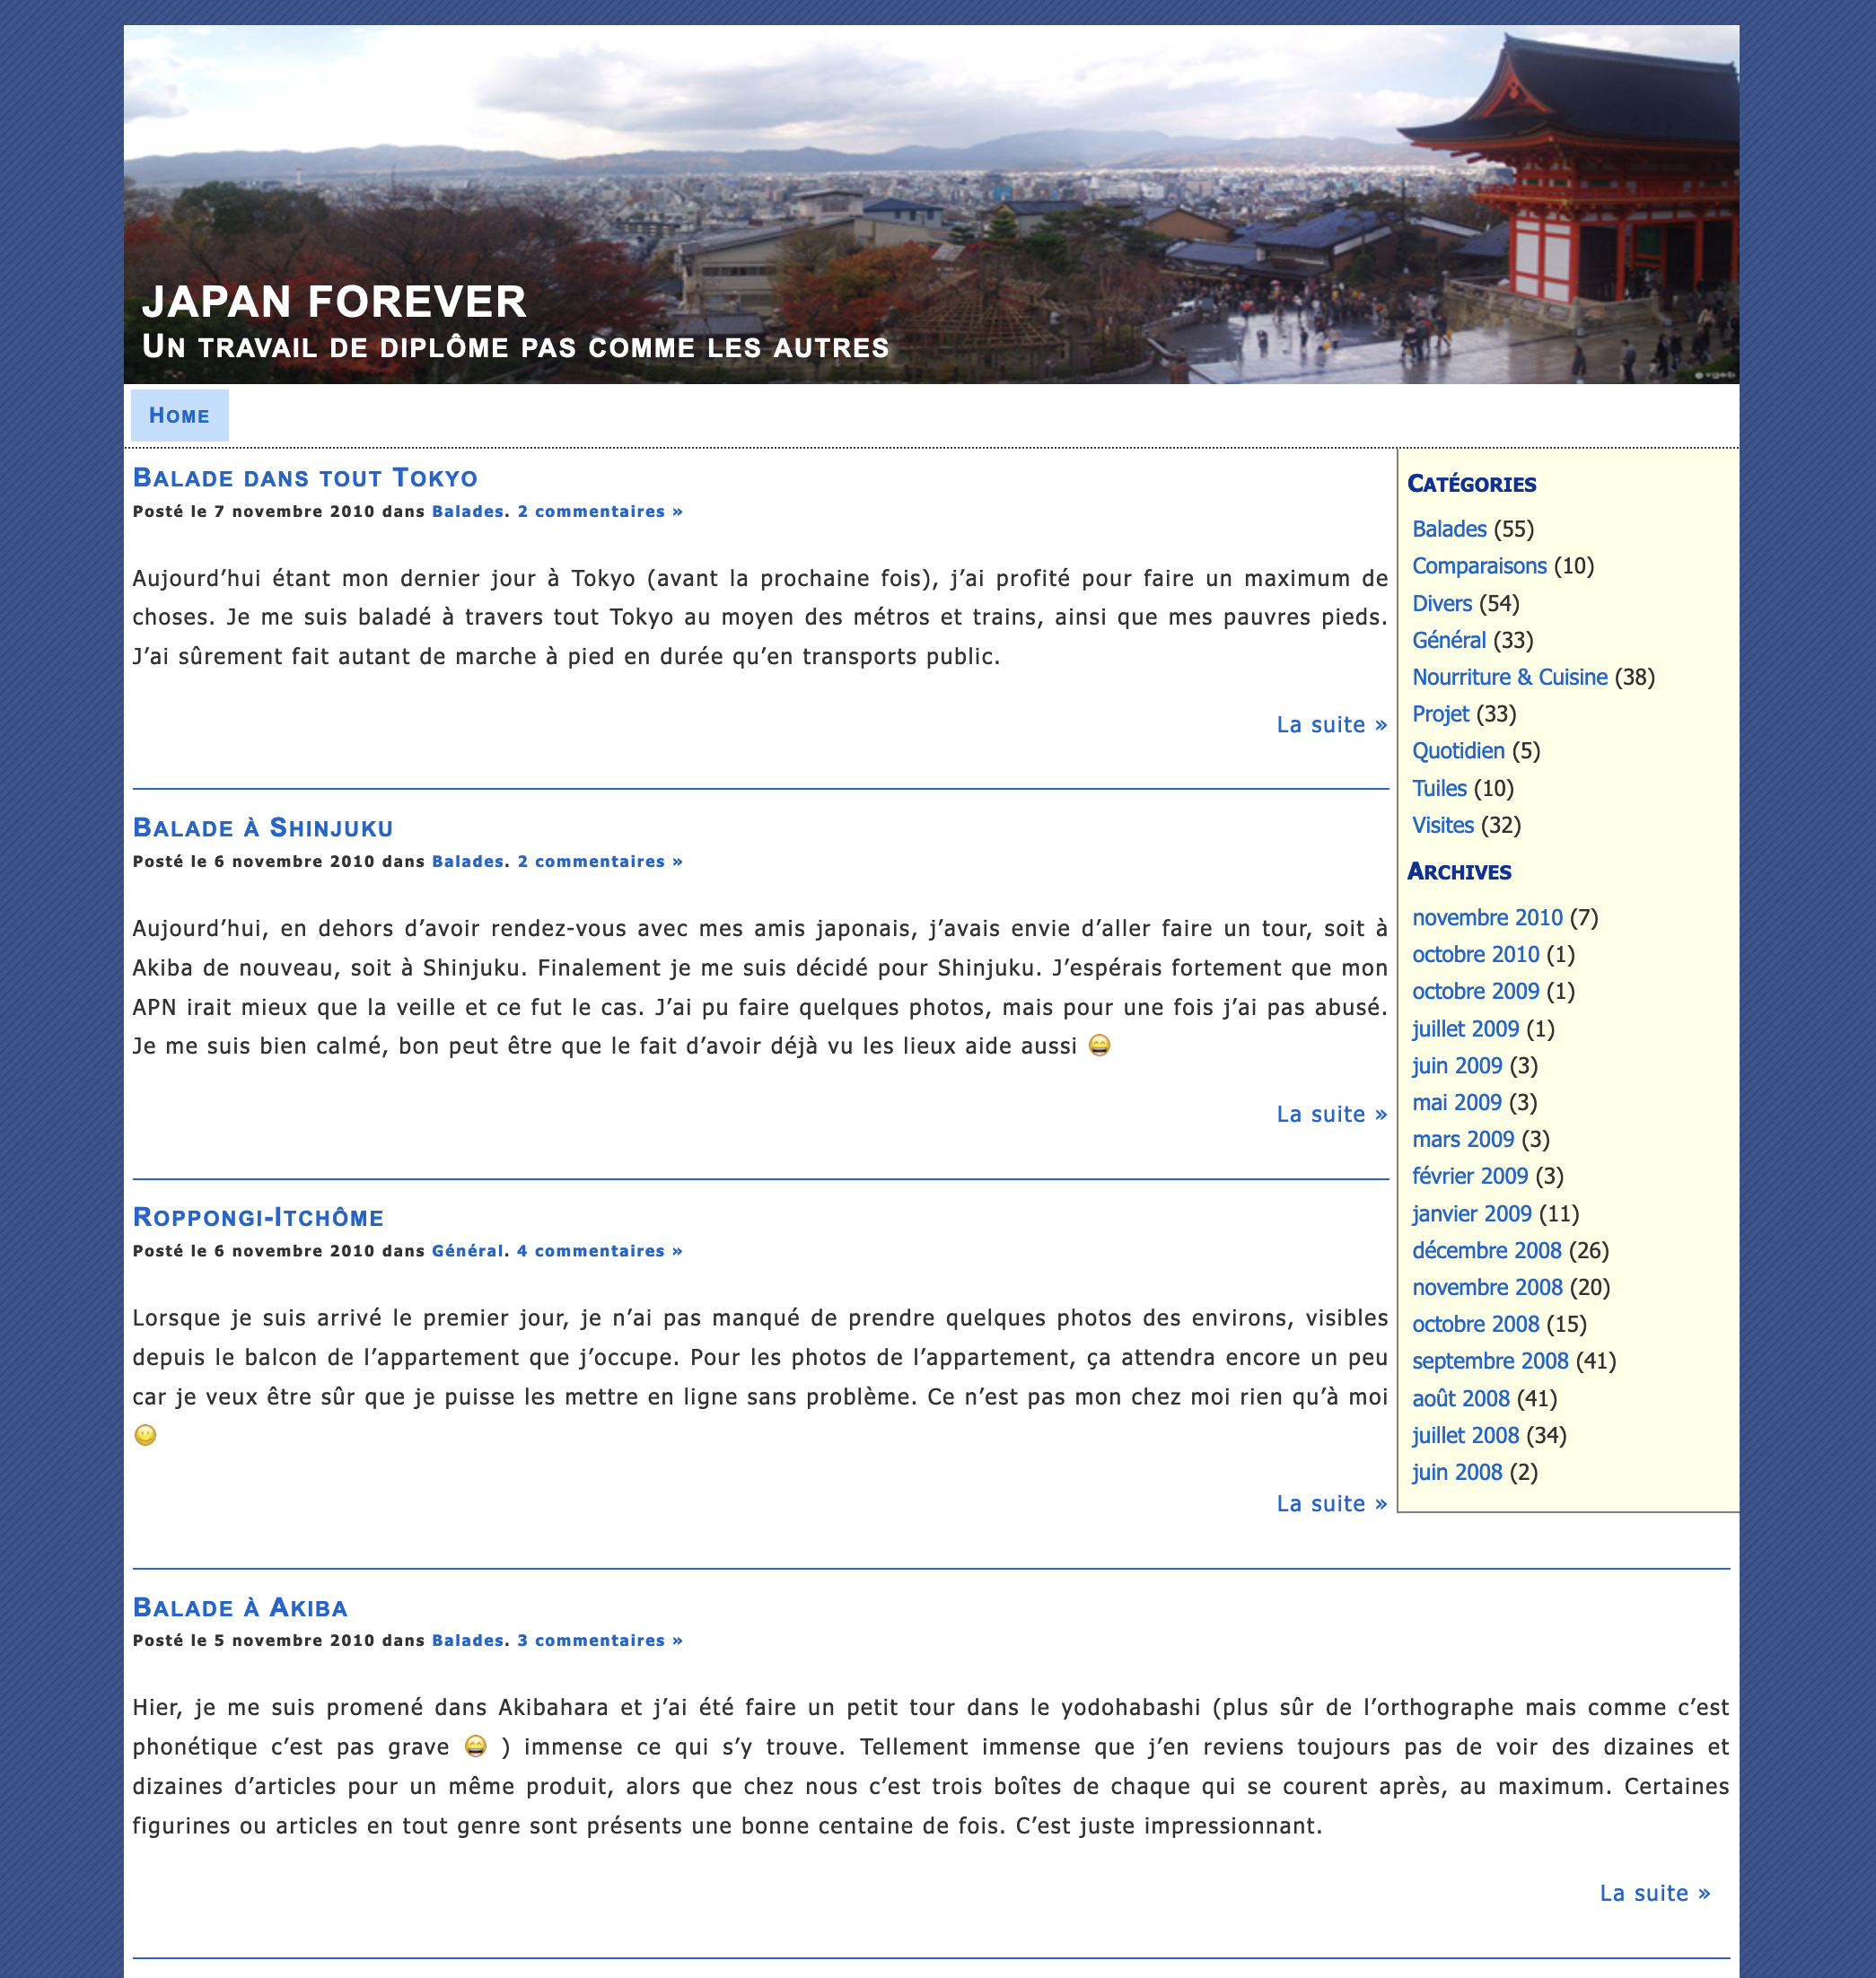 JAPAN FOREVER
Un travail de diplôme pas comme les autres
Home
Balade dans tout Tokyo
Posté le 7 novembre 2010 dans Balades. 2 commentaires »
Aujourd’hui étant mon dernier jour à Tokyo (avant la prochaine fois), j’ai profité pour faire un maximum de
choses. Je me suis baladé à travers tout Tokyo au moyen des métros et trains, ainsi que mes pauvres pieds.
J’ai sûrement fait autant de marche à pied en durée qu’en transports public.
La suite »
Balade à Shinjuku
Posté le 6 novembre 2010 dans Balades. 2 commentaires »
Aujourd’hui, en dehors d’avoir rendez-vous avec mes amis japonais, j’avais envie d’aller faire un tour, soit à
Akiba de nouveau, soit à Shinjuku. Finalement je me suis décidé pour Shinjuku. J’espérais fortement que mon
APN irait mieux que la veille et ce fut le cas. J’ai pu faire quelques photos, mais pour une fois j’ai pas abusé.
Je me suis bien calmé, bon peut être que le fait d’avoir déjà vu les lieux aide aussi 😄
La suite »
Roppongi-Itchôme
Posté le 6 novembre 2010 dans Général. 4 commentaires »
Lorsque je suis arrivé le premier jour, je n’ai pas manqué de prendre quelques photos des environs, visibles
depuis le balcon de l’appartement que j’occupe. Pour les photos de l’appartement, ça attendra encore un peu
car je veux être sûr que je puisse les mettre en ligne sans problème. Ce n’est pas mon chez moi rien qu’à moi
🙂
La suite »
Balade à Akiba
Posté le 5 novembre 2010 dans Balades. 3 commentaires »
Hier, je me suis promené dans Akibahara et j’ai été faire un petit tour dans le yodohabashi (plus sûr de l’orthographe mais comme c’est
phonétique c’est pas grave 😄 ) immense ce qui s’y trouve. Tellement immense que j’en reviens toujours pas de voir des dizaines et
dizaines d’articles pour un même produit, alors que chez nous c’est trois boîtes de chaque qui se courent après, au maximum. Certaines
figurines ou articles en tout genre sont présents une bonne centaine de fois. C’est juste impressionnant.
La suite »
Catégories
Balades (55)
Comparaisons (10)
Divers (54)
Général (33)
Nourriture & Cuisine (38)
Projet (33)
Quotidien (5)
Tuiles (10)
Visites (32)
Archives
novembre 2010 (7)
octobre 2010 (1)
octobre 2009 (1)
juillet 2009 (1)
juin 2009 (3)
mai 2009 (3)
mars 2009 (3)
février 2009 (3)
janvier 2009 (11)
décembre 2008 (26)
novembre 2008 (20)
octobre 2008 (15)
septembre 2008 (41)
août 2008 (41)
juillet 2008 (34)
juin 2008 (2)